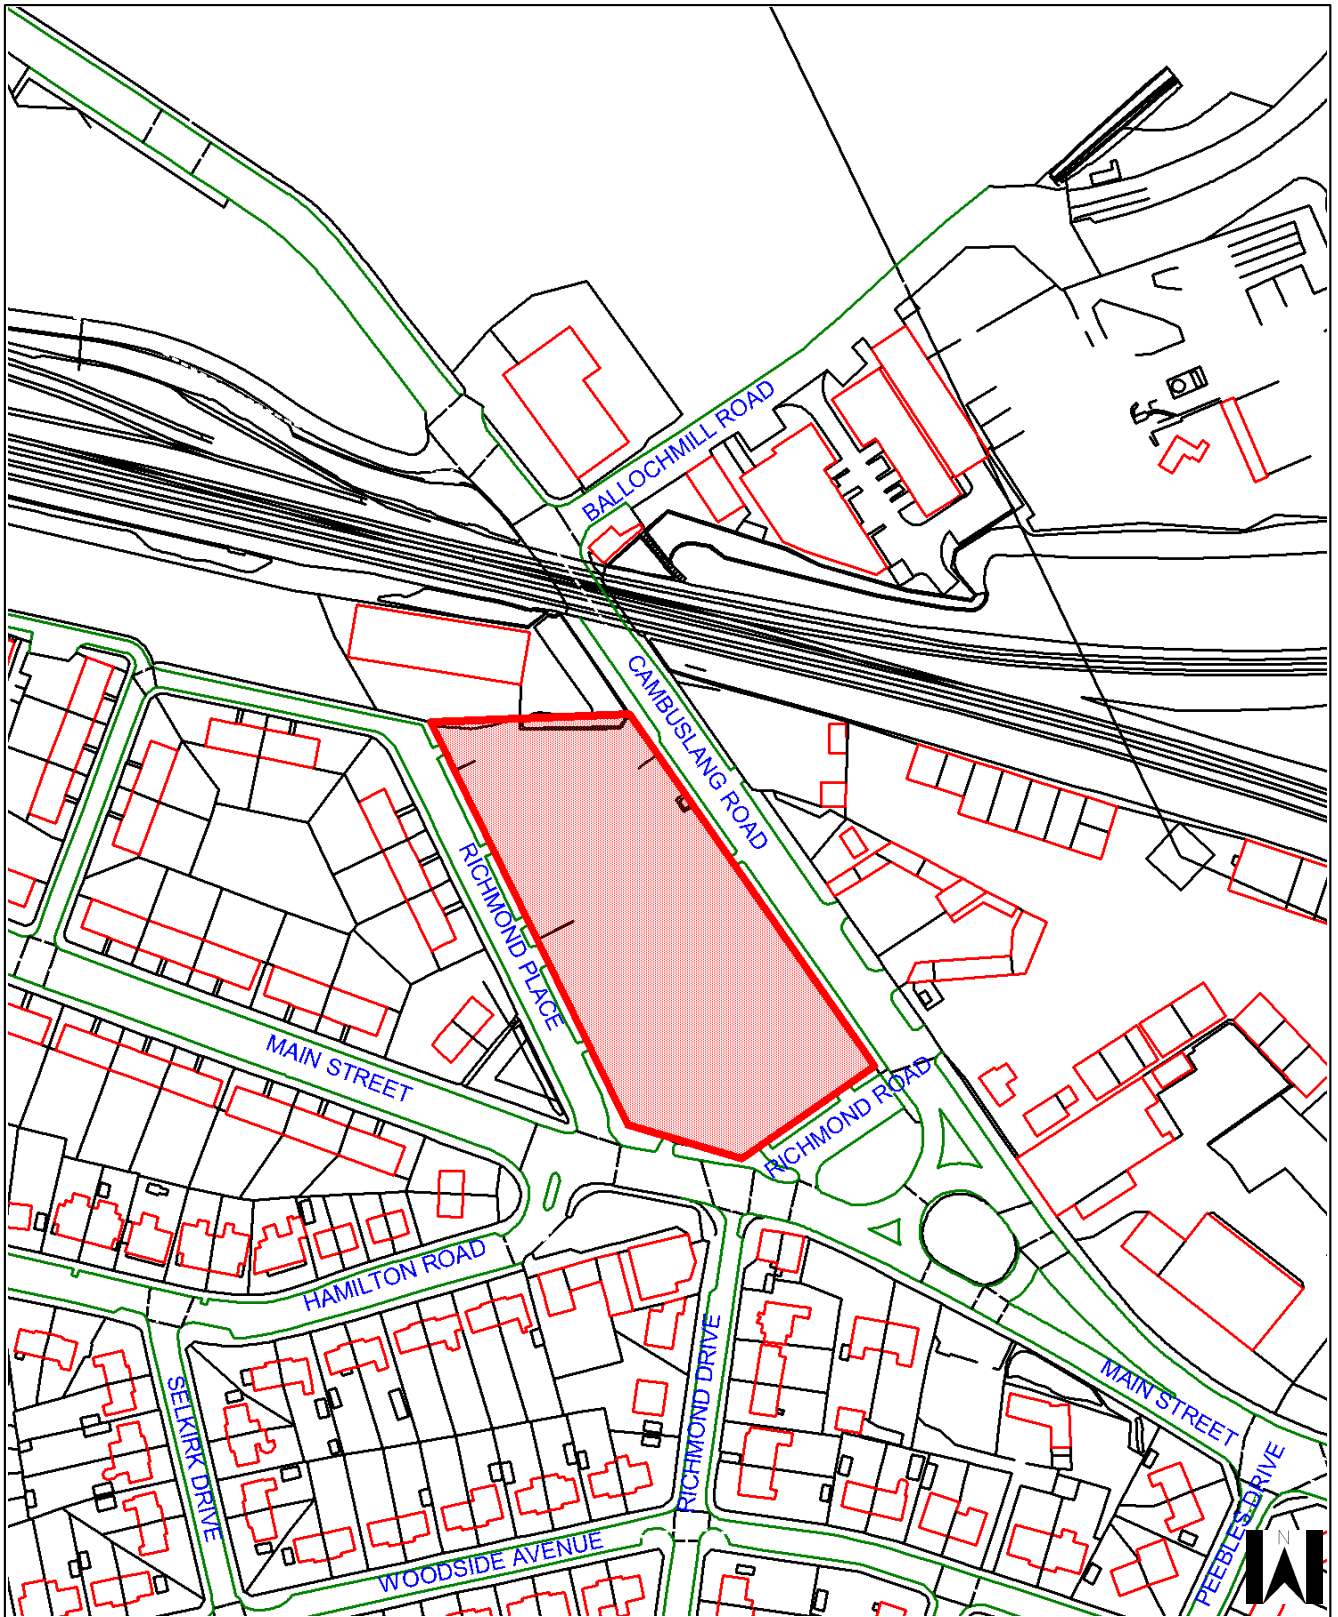 BALLOCHMILL ROAD
CAMBUSLANG ROAD
RICHMOND PLACE
MAIN STREET
RICHMOND ROAD
HAMILTON ROAD
RICHMOND DRIVE
SELKIRK DRIVE
MAIN STREET
PEEBLES DRIVE
WOODSIDE AVENUE
N